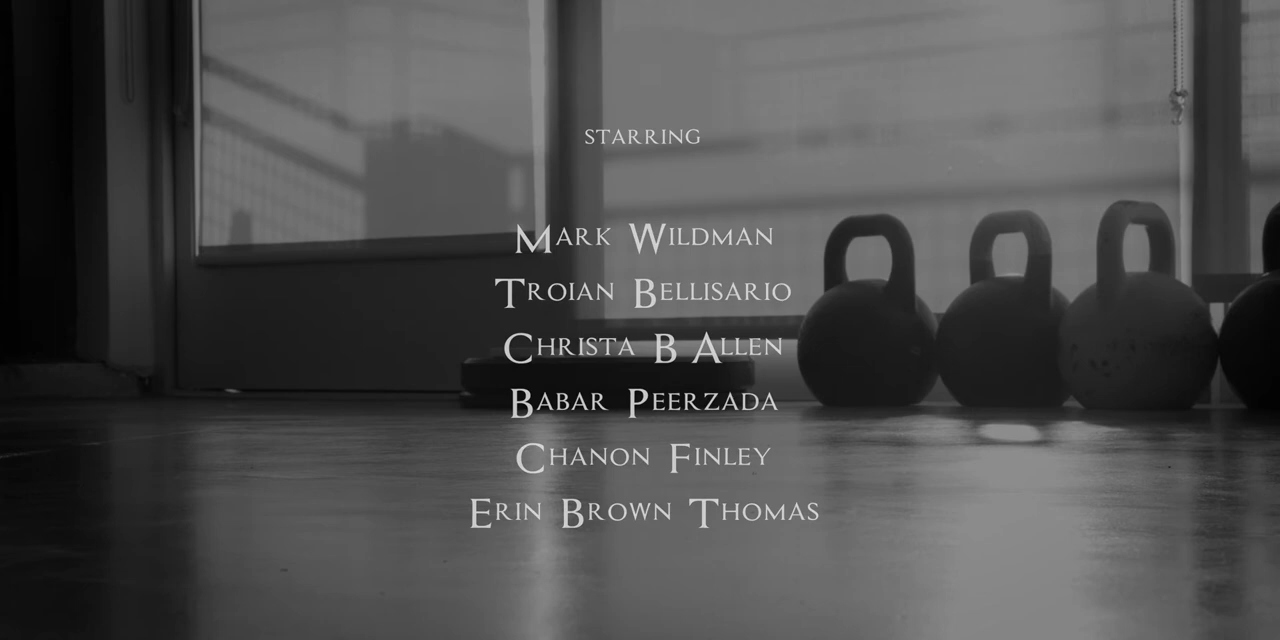 STARRING
MARK WILDMAN
TROIAN BELLISARIO
CHRISTA B ALLEN
BABAR PEERZADA
CHANON FINLEY
ERIN BROWN THOMAS